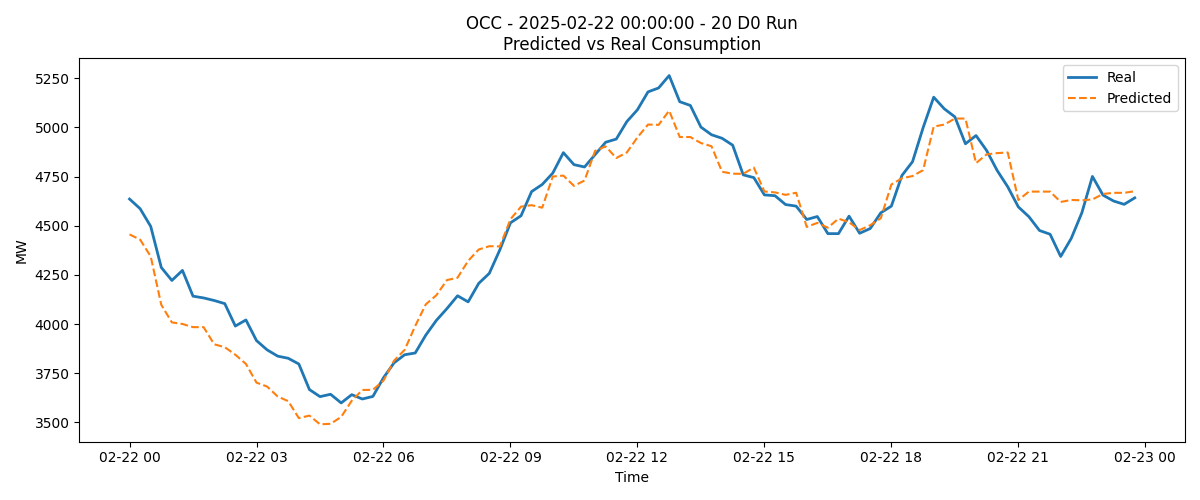 OCC - 2025-02-22 00:00:00 - 20 D0 Run
Predicted vs Real Consumption
Real
Predicted
MW
5250
5000
4750
4500
4250
4000
3750
3500
02-22 00
02-22 03
02-22 06
02-22 09
02-22 12
02-22 15
02-22 18
02-22 21
02-23 00
Time